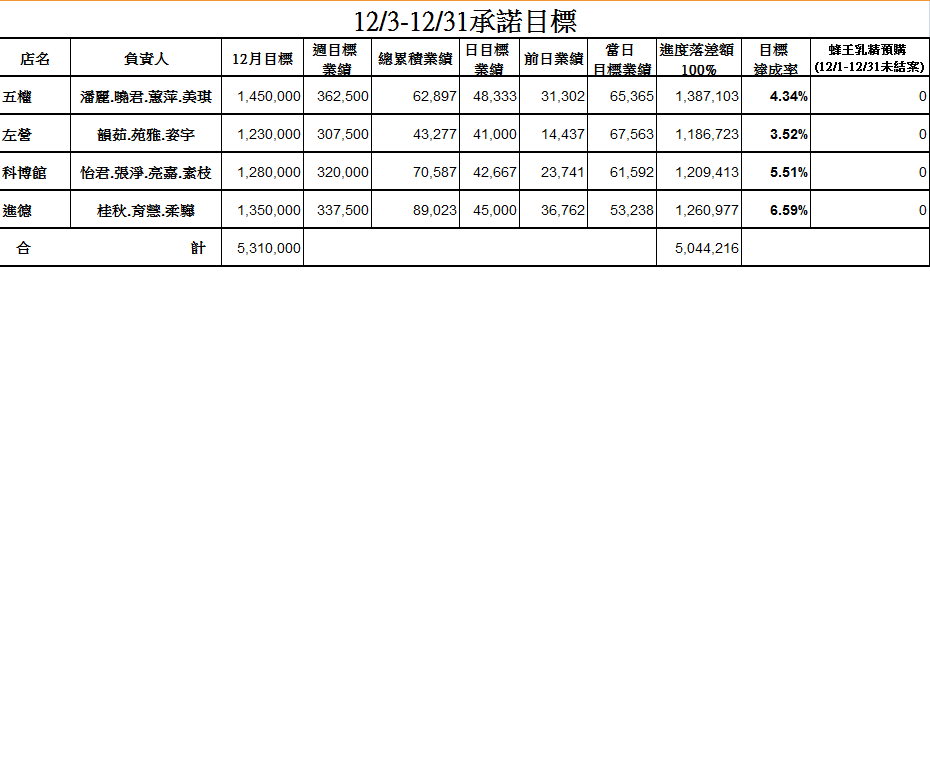 12/3-12/31承諾目標
店名 負責人 12月目標 週目標業績 總累積業績 日目標業績 前日業績 當日目標業績 進度落差額100% 目標達成率 蜂王乳精預購(12/1-12/31未結案)
五權 潘麗.曉君.蕙萍.美琪 1,450,000 362,500 62,897 48,333 31,302 65,365 1,387,103 4.34% 0
左營 韻茹.苑雅.姿宇 1,230,000 307,500 43,277 41,000 14,437 67,563 1,186,723 3.52% 0
科博館 怡君.張淨.亮嘉.素枝 1,280,000 320,000 70,587 42,667 23,741 61,592 1,209,413 5.51% 0
進德 桂秋.育慧.柔驊 1,350,000 337,500 89,023 45,000 36,762 53,238 1,260,977 6.59% 0
合 計 5,310,000 5,044,216